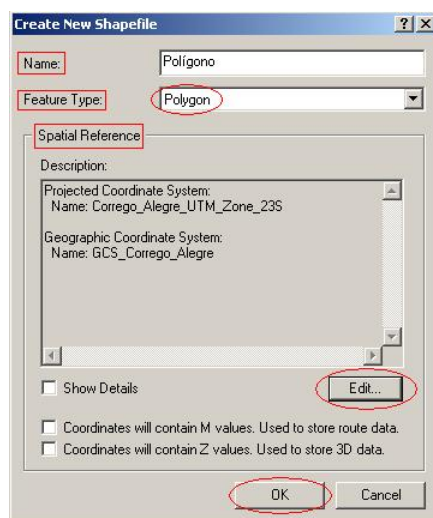 Create New Shapefile
Name:
Polígono
Feature Type:
Polygon
Spatial Reference
Description:
Projected Coordinate System:
Name: Corrego_Alegre_UTM_Zone_23S
Geographic Coordinate System:
Name: GCS_Corrego_Alegre
Show Details
Edit...
Coordinates will contain M values. Used to store route data.
Coordinates will contain Z values. Used to store 3D data.
OK
Cancel